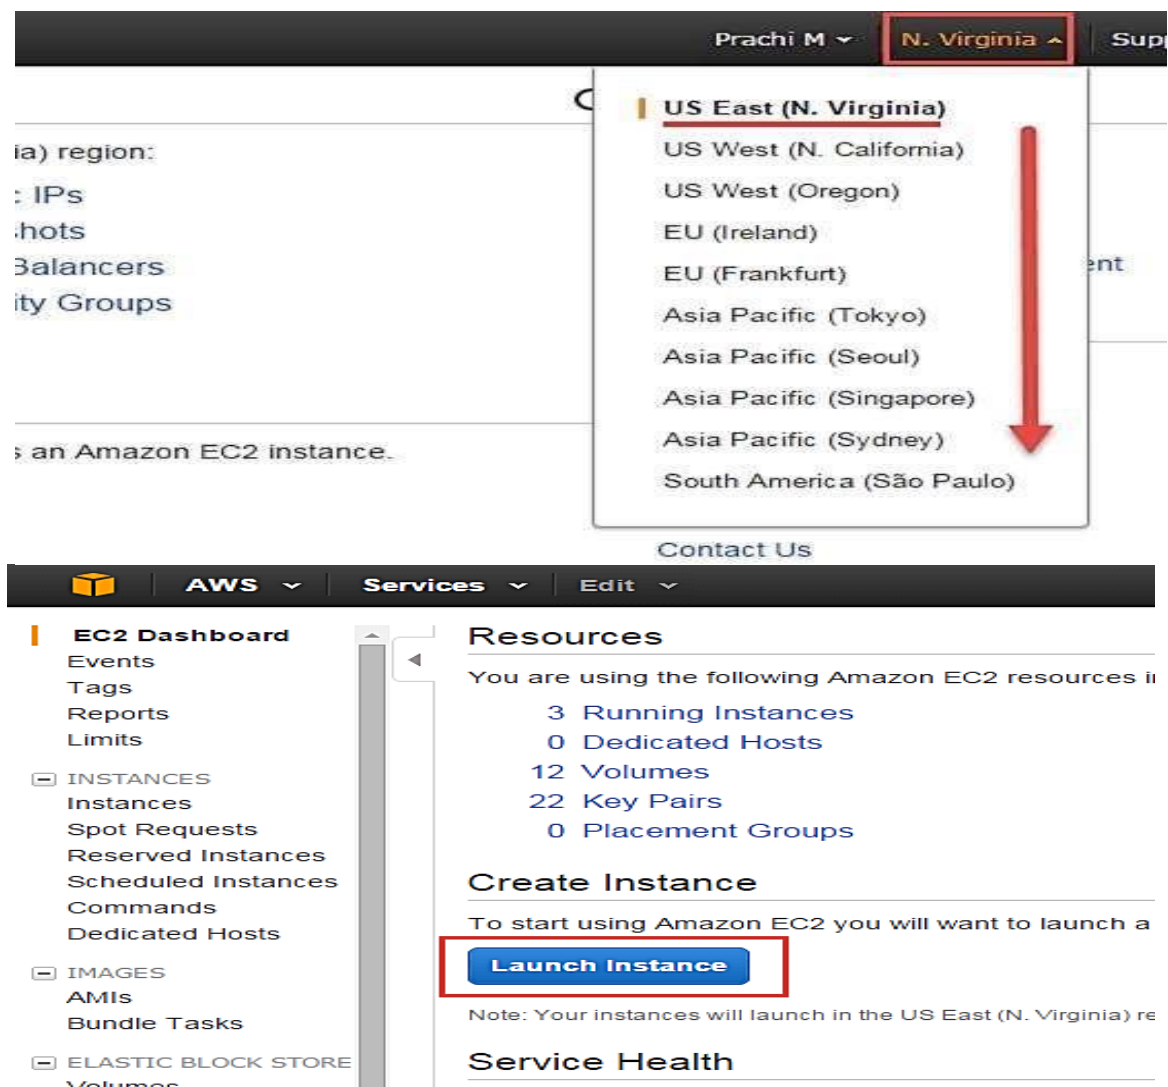 Prachi M N. Virginia
US East (N. Virginia)
US West (N. California)
US West (Oregon)
EU (Ireland)
EU (Frankfurt)
Asia Pacific (Tokyo)
Asia Pacific (Seoul)
Asia Pacific (Singapore)
Asia Pacific (Sydney)
South America (São Paulo)
region:
IPs
Balancers
Groups
an Amazon EC2 instance.
Contact Us
AWS Services Edit
EC2 Dashboard
Events
Tags
Reports
Limits
INSTANCES
Instances
Spot Requests
Reserved Instances
Scheduled Instances
Commands
Dedicated Hosts
IMAGES
AMIs
Bundle Tasks
ELASTIC BLOCK STORE
Volumes
Resources
You are using the following Amazon EC2 resources
3 Running Instances
0 Dedicated Hosts
12 Volumes
22 Key Pairs
0 Placement Groups
Create Instance
To start using Amazon EC2 you will want to launch a
Launch Instance
Note: Your instances will launch in the US East (N. Virginia)
Service Health